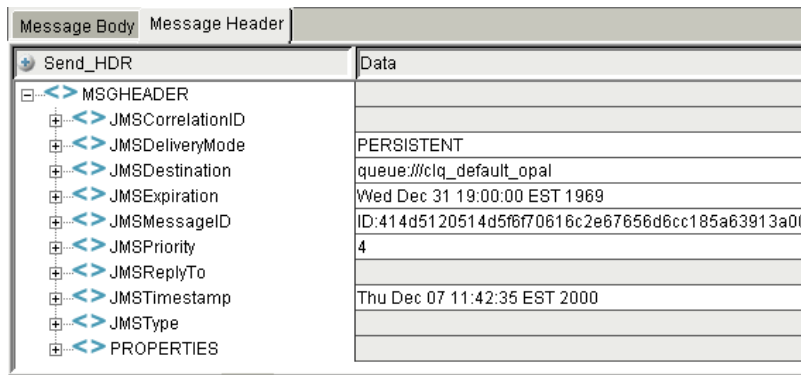 Message Body Message Header
Send_HDR Data
MSGHEADER
JMSCorrelationID
JMSDeliveryMode PERSISTENT
JMSDestination queue:///clq_default_opal
JMSExpiration Wed Dec 31 19:00:00 EST 1969
JMSMessageID ID:414d5120514d5f6f70616c2e67656d6cc185a63913a00
JMSPriority 4
JMSReplyTo
JMSTimestamp Thu Dec 07 11:42:35 EST 2000
JMSType
PROPERTIES